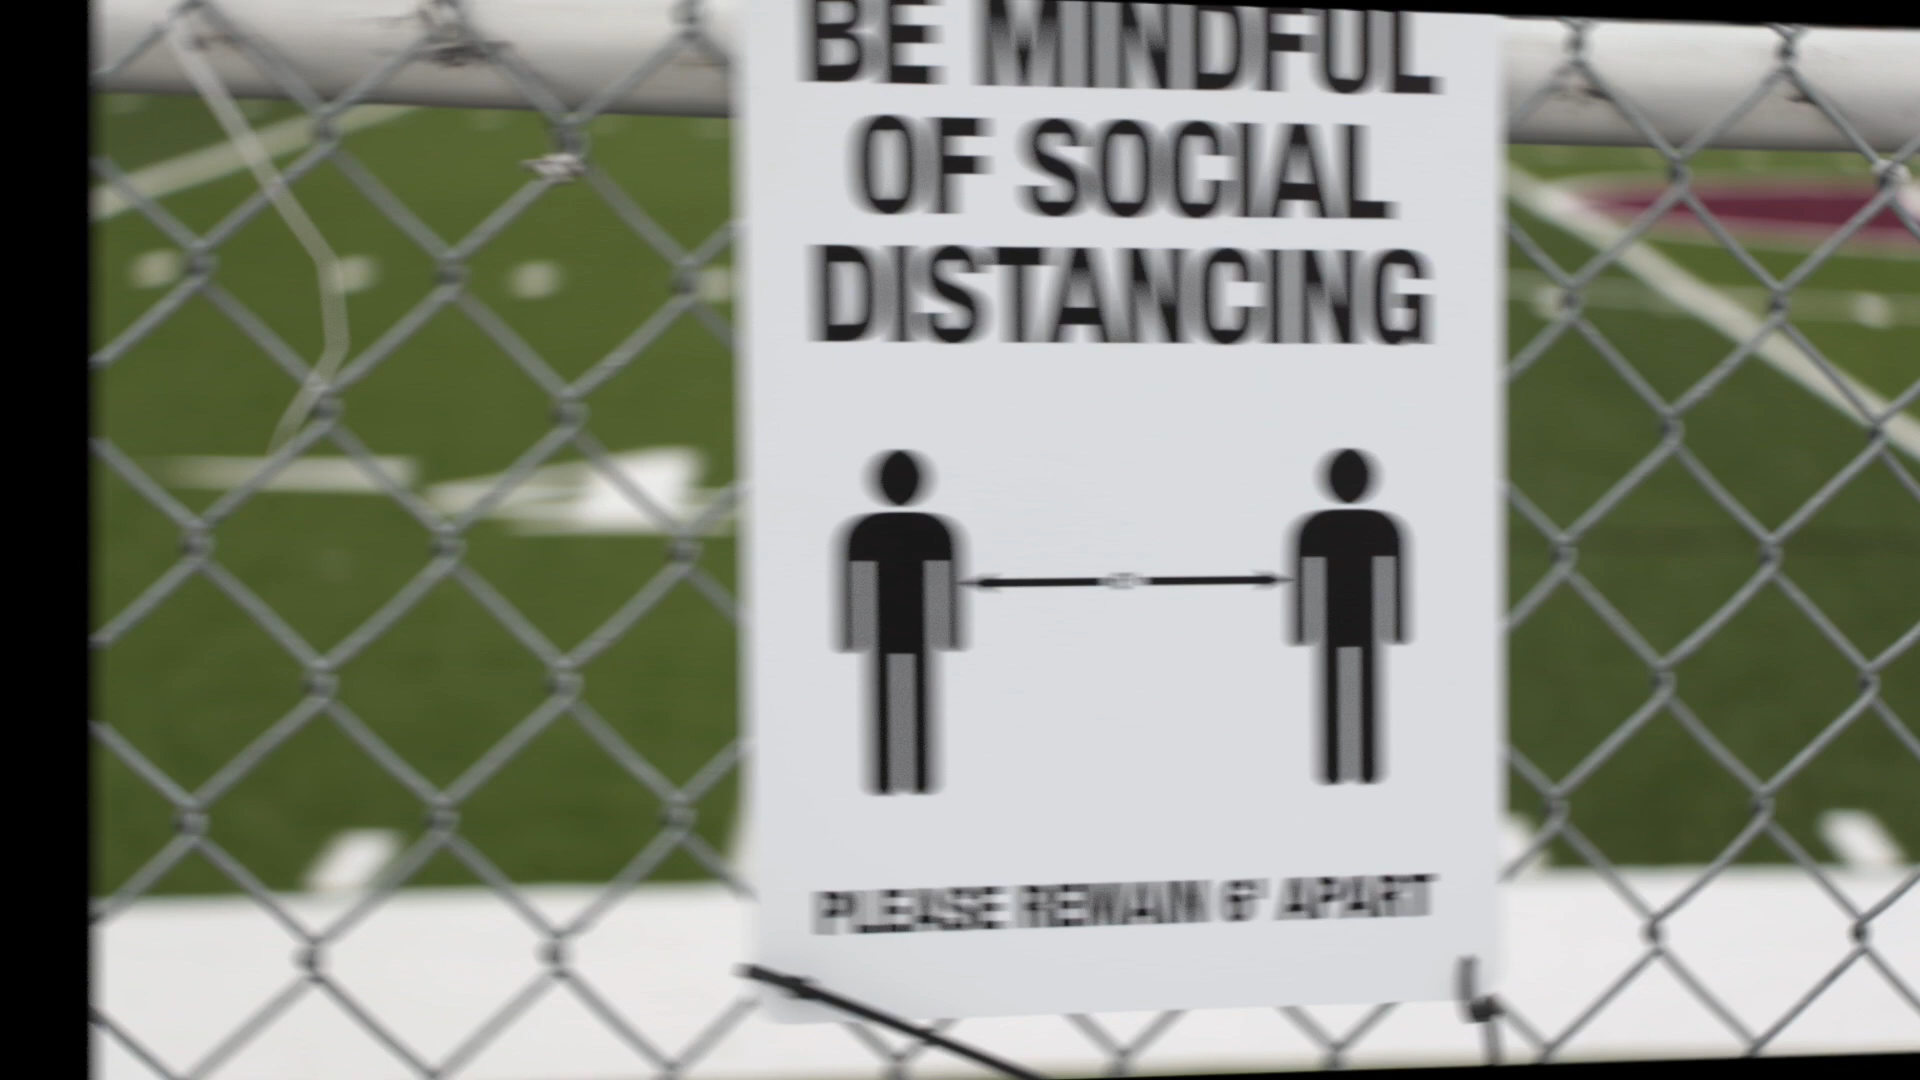 BE MINDFUL
OF SOCIAL
DISTANCING
PLEASE REMAIN 6' APART